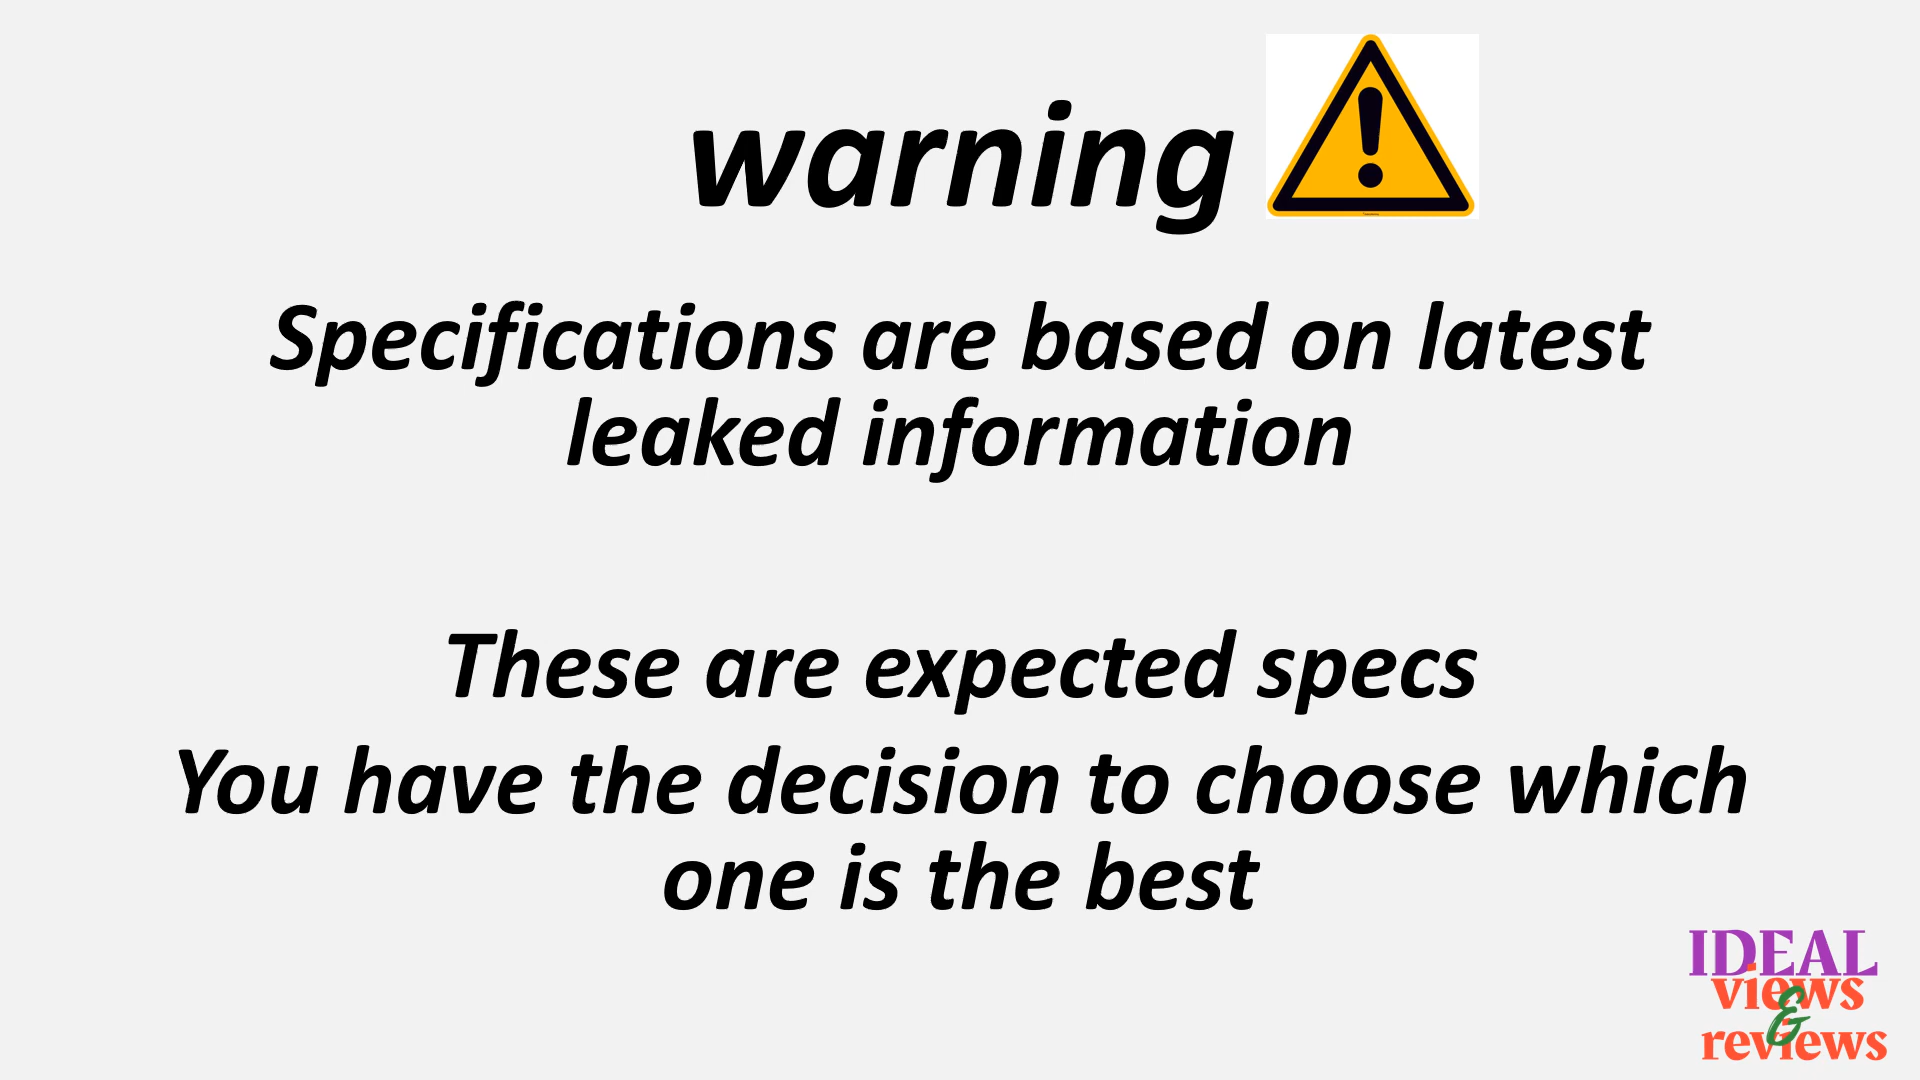 warning
Specifications are based on latest
leaked information
These are expected specs
You have the decision to choose which
one is the best
IDEAL
views
&
reviews